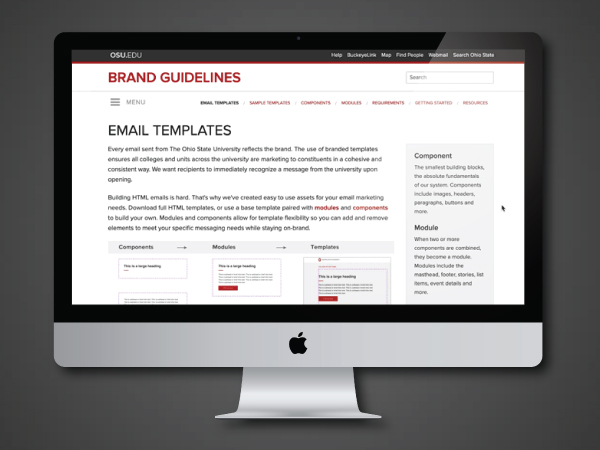 OSU.EDU
Help BuckeyeLink Map Find People Webmail Search Ohio State
BRAND GUIDELINES
Search
MENU
EMAIL TEMPLATES / SAMPLE TEMPLATES / COMPONENTS / MODULES / REQUIREMENTS / GETTING STARTED / RESOURCES
EMAIL TEMPLATES
Every email sent from The Ohio State University reflects the brand. The use of branded templates
ensures all colleges and units across the university are marketing to constituents in a cohesive and
consistent way. We want recipients to immediately recognize a message from the university upon
opening.
Building HTML emails is hard. That's why we've created easy to use assets for your email marketing
needs. Download full HTML templates, or use a base template paired with modules and components
to build your own. Modules and components allow for template flexibility so you can add and remove
elements to meet your specific messaging needs while staying on-brand.
Components → Modules → Templates
This is a large heading
This is a large heading
This is a large heading
Component
The smallest building blocks,
the absolute fundamentals
of our system. Components
include images, headers,
paragraphs, buttons and
more.
Module
When two or more
components are combined,
they become a module.
Modules include the
masthead, footer, stories, list
items, event details and
more.